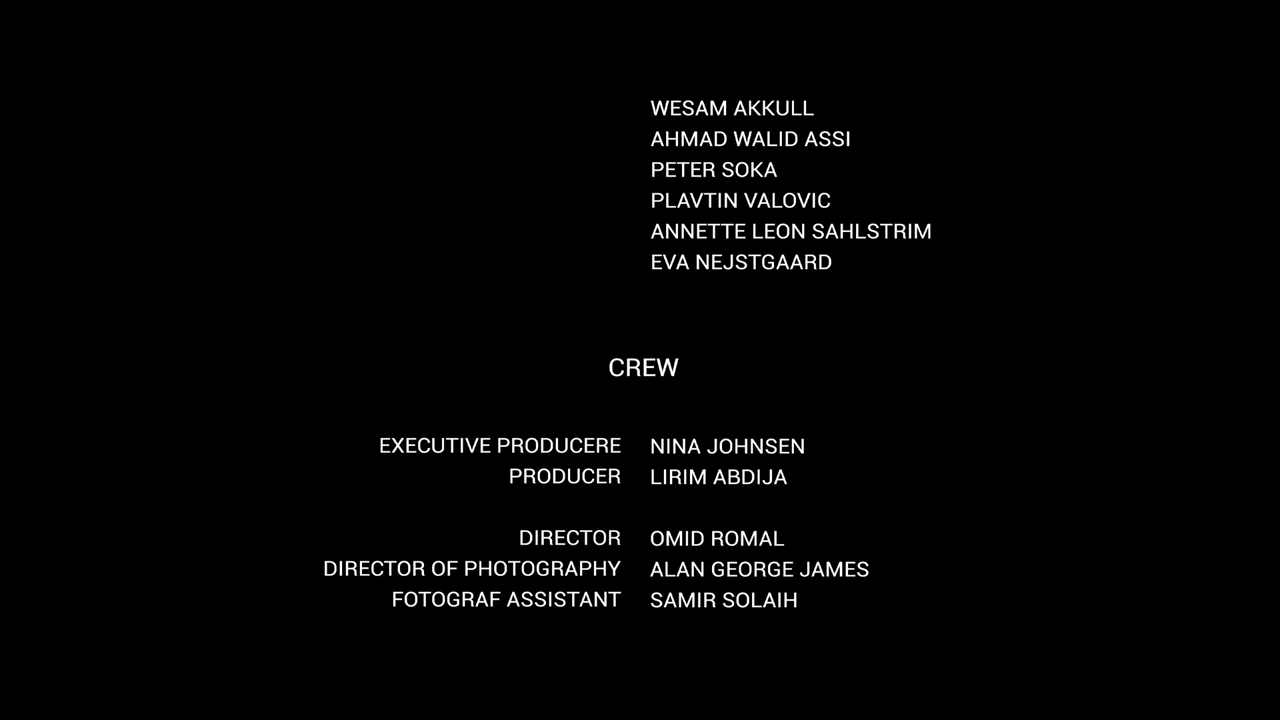 WESAM AKKULL
AHMAD WALID ASSI
PETER SOKA
PLAVTIN VALOVIC
ANNETTE LEON SAHLSTRIM
EVA NEJSTGAARD
CREW
EXECUTIVE PRODUCERE NINA JOHNSEN
PRODUCER LIRIM ABDIJA
DIRECTOR OMID ROMAL
DIRECTOR OF PHOTOGRAPHY ALAN GEORGE JAMES
FOTOGRAF ASSISTANT SAMIR SOLAIH